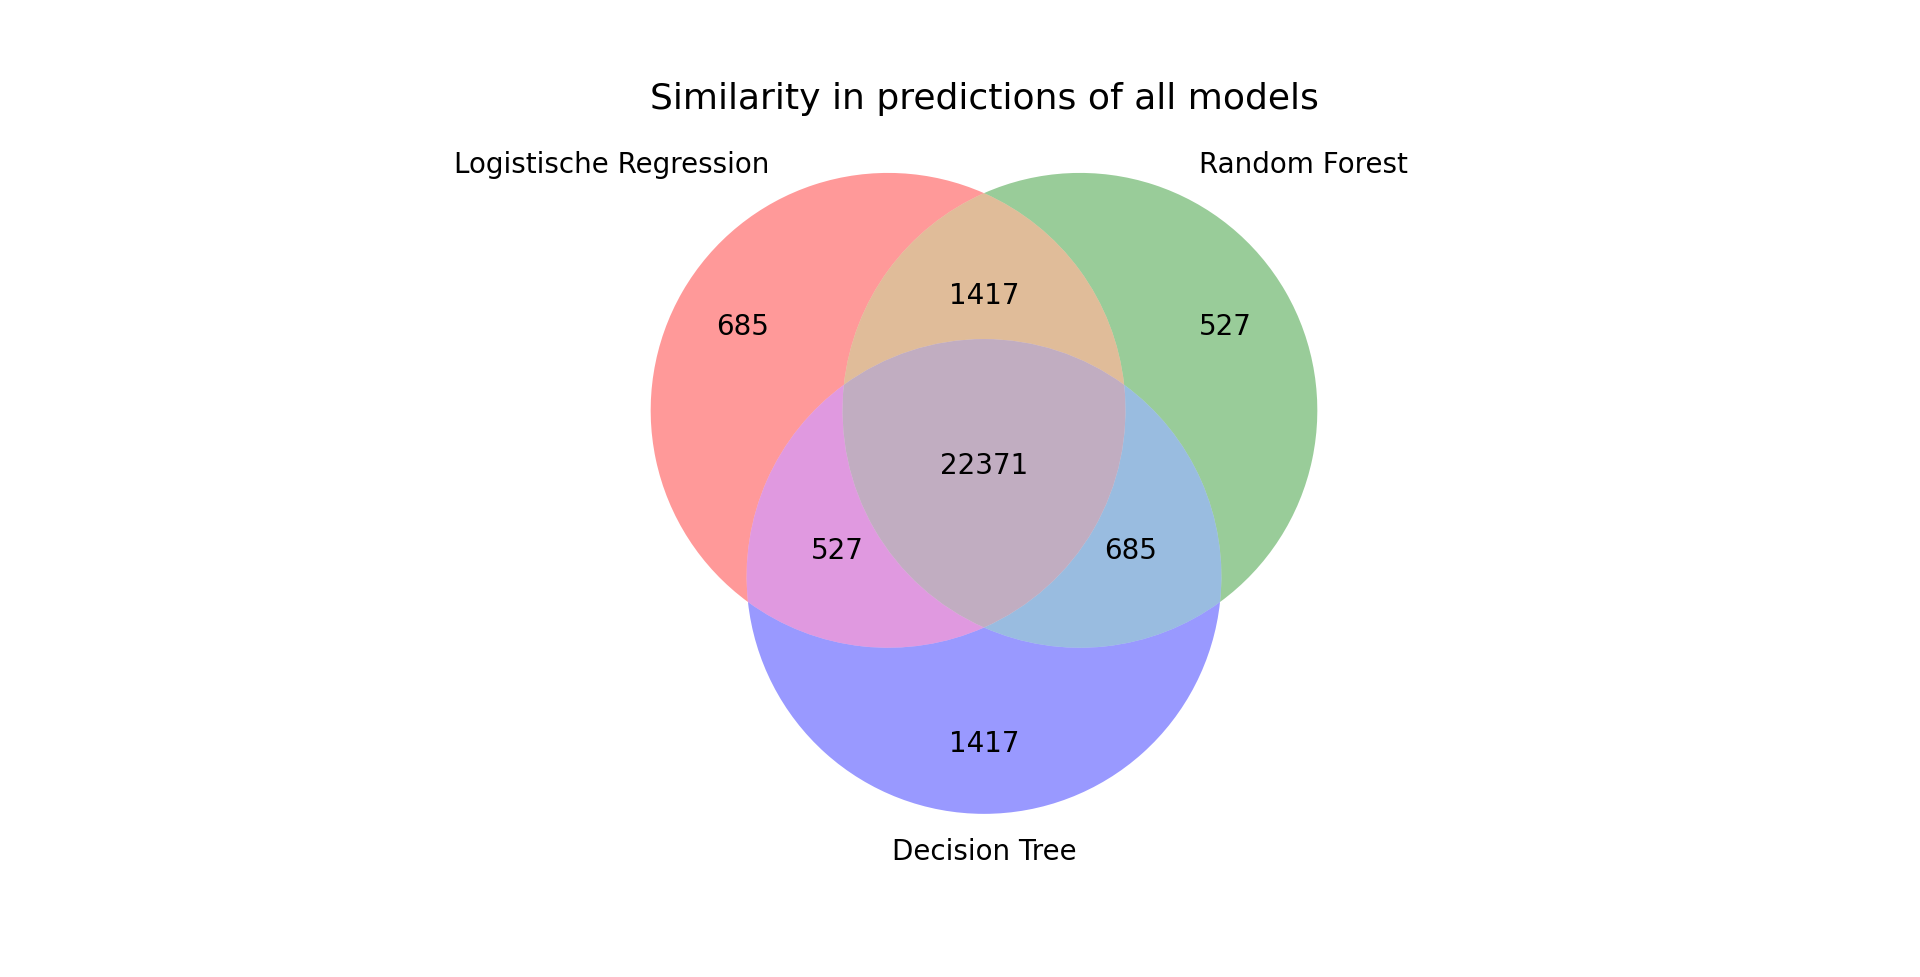 Similarity in predictions of all models
Logistische Regression
Random Forest
1417
685
527
22371
527
685
1417
Decision Tree